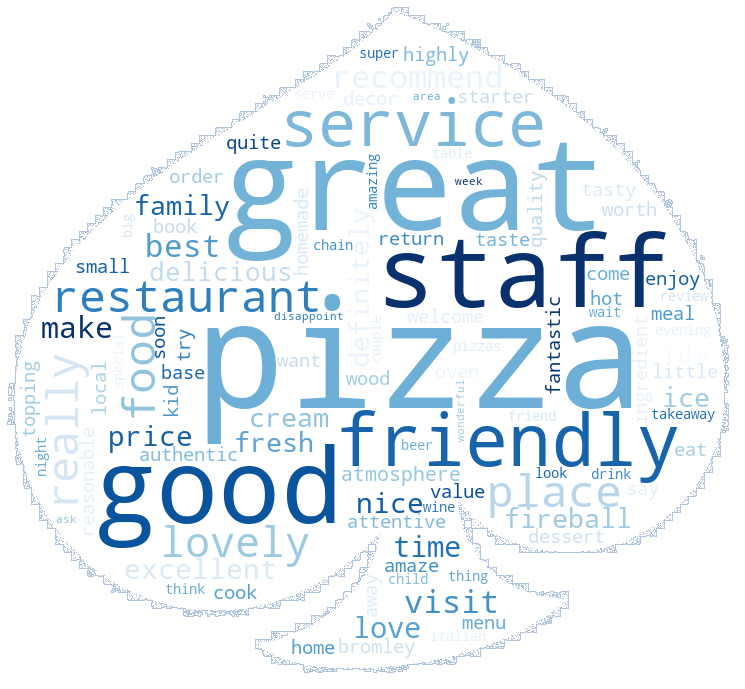 super
highly
recommend
serve
area
decor
starter
service
quite
table
great
amazing
week
order
quality
tasty
family
homemade
worth
book
big
best
chain
return
taste
definitely
staff
small
delicious
come
enjoy
restaurant
hot
review
disappoint
welcome
fantastic
wait
meal
make
food
soon
try
special
pizza
couple
pizzas
evening
want
like
really
local
kid
base
wood
oven
wonderful
ingredient
little
topping
cream
friend
ice
takeaway
price
fresh
friendly
beer
eat
night
reasonable
authentic
good
atmosphere
look
drink
value
place
say
nice
wine
ask
attentive
fireball
lovely
dessert
time
excellent
amaze
child
thing
think
cook
away
visit
love
menu
italian
home
bromley